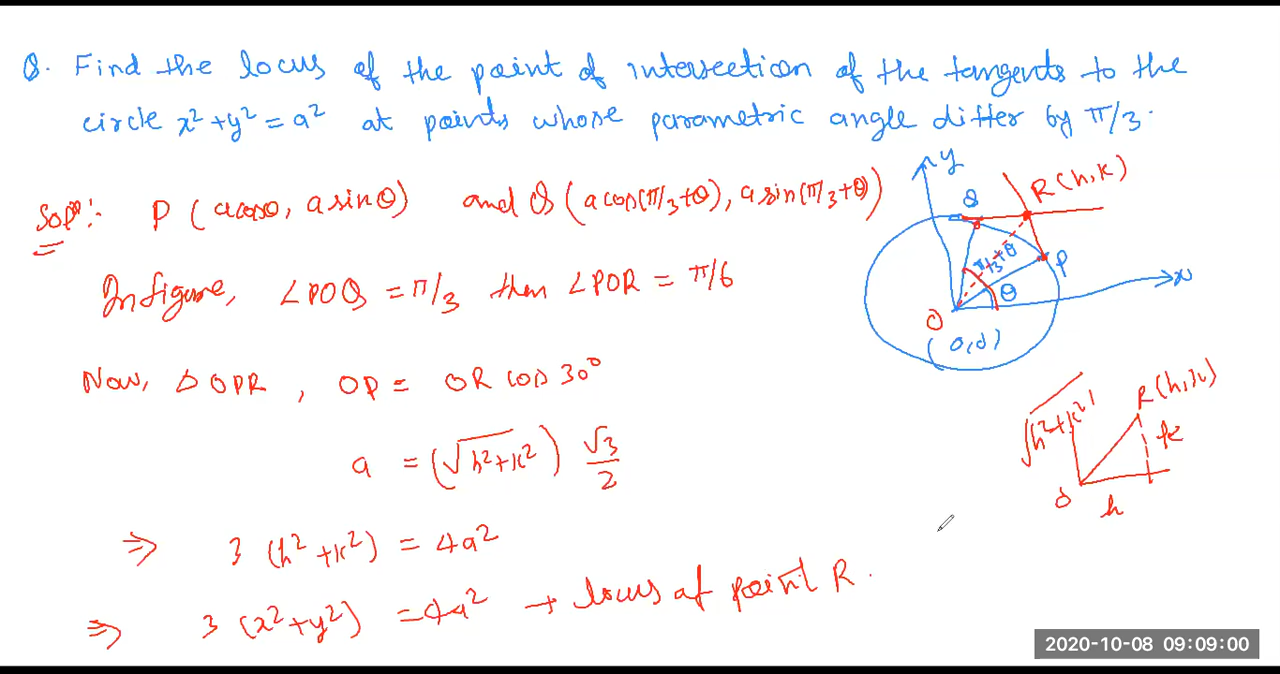 Q. Find the locus of the point of intersection of the tangents to the
circle x² + y² = a² at points whose parametric angle differ by π/3.
Solⁿ:- P (a cosθ, a sinθ) and Q (a cos(π/3+θ), a sin(π/3+θ))
In figure, ∠POQ = π/3 then ∠POR = π/6
Now, △OPR, OP = OR cos 30°
a = (√h²+k²) √3/2
⇒ 3 (h² + k²) = 4a²
⇒ 3 (x² + y²) = 4a² → locus of point R.
y
Q
R(h,k)
π/3+θ
P
θ
x
O
(0,0)
√h²+k²
R(h,k)
k
O
h
2020-10-08 09:09:00